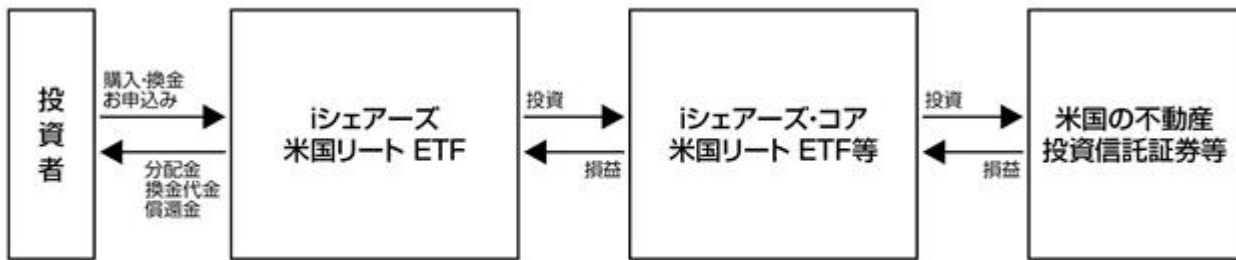 投資者
購入・換金
お申込み
分配金
換金代金
償還金
iシェアーズ
米国リート ETF
投資
損益
iシェアーズ・コア
米国リート ETF等
投資
損益
米国の不動産
投資信託証券等